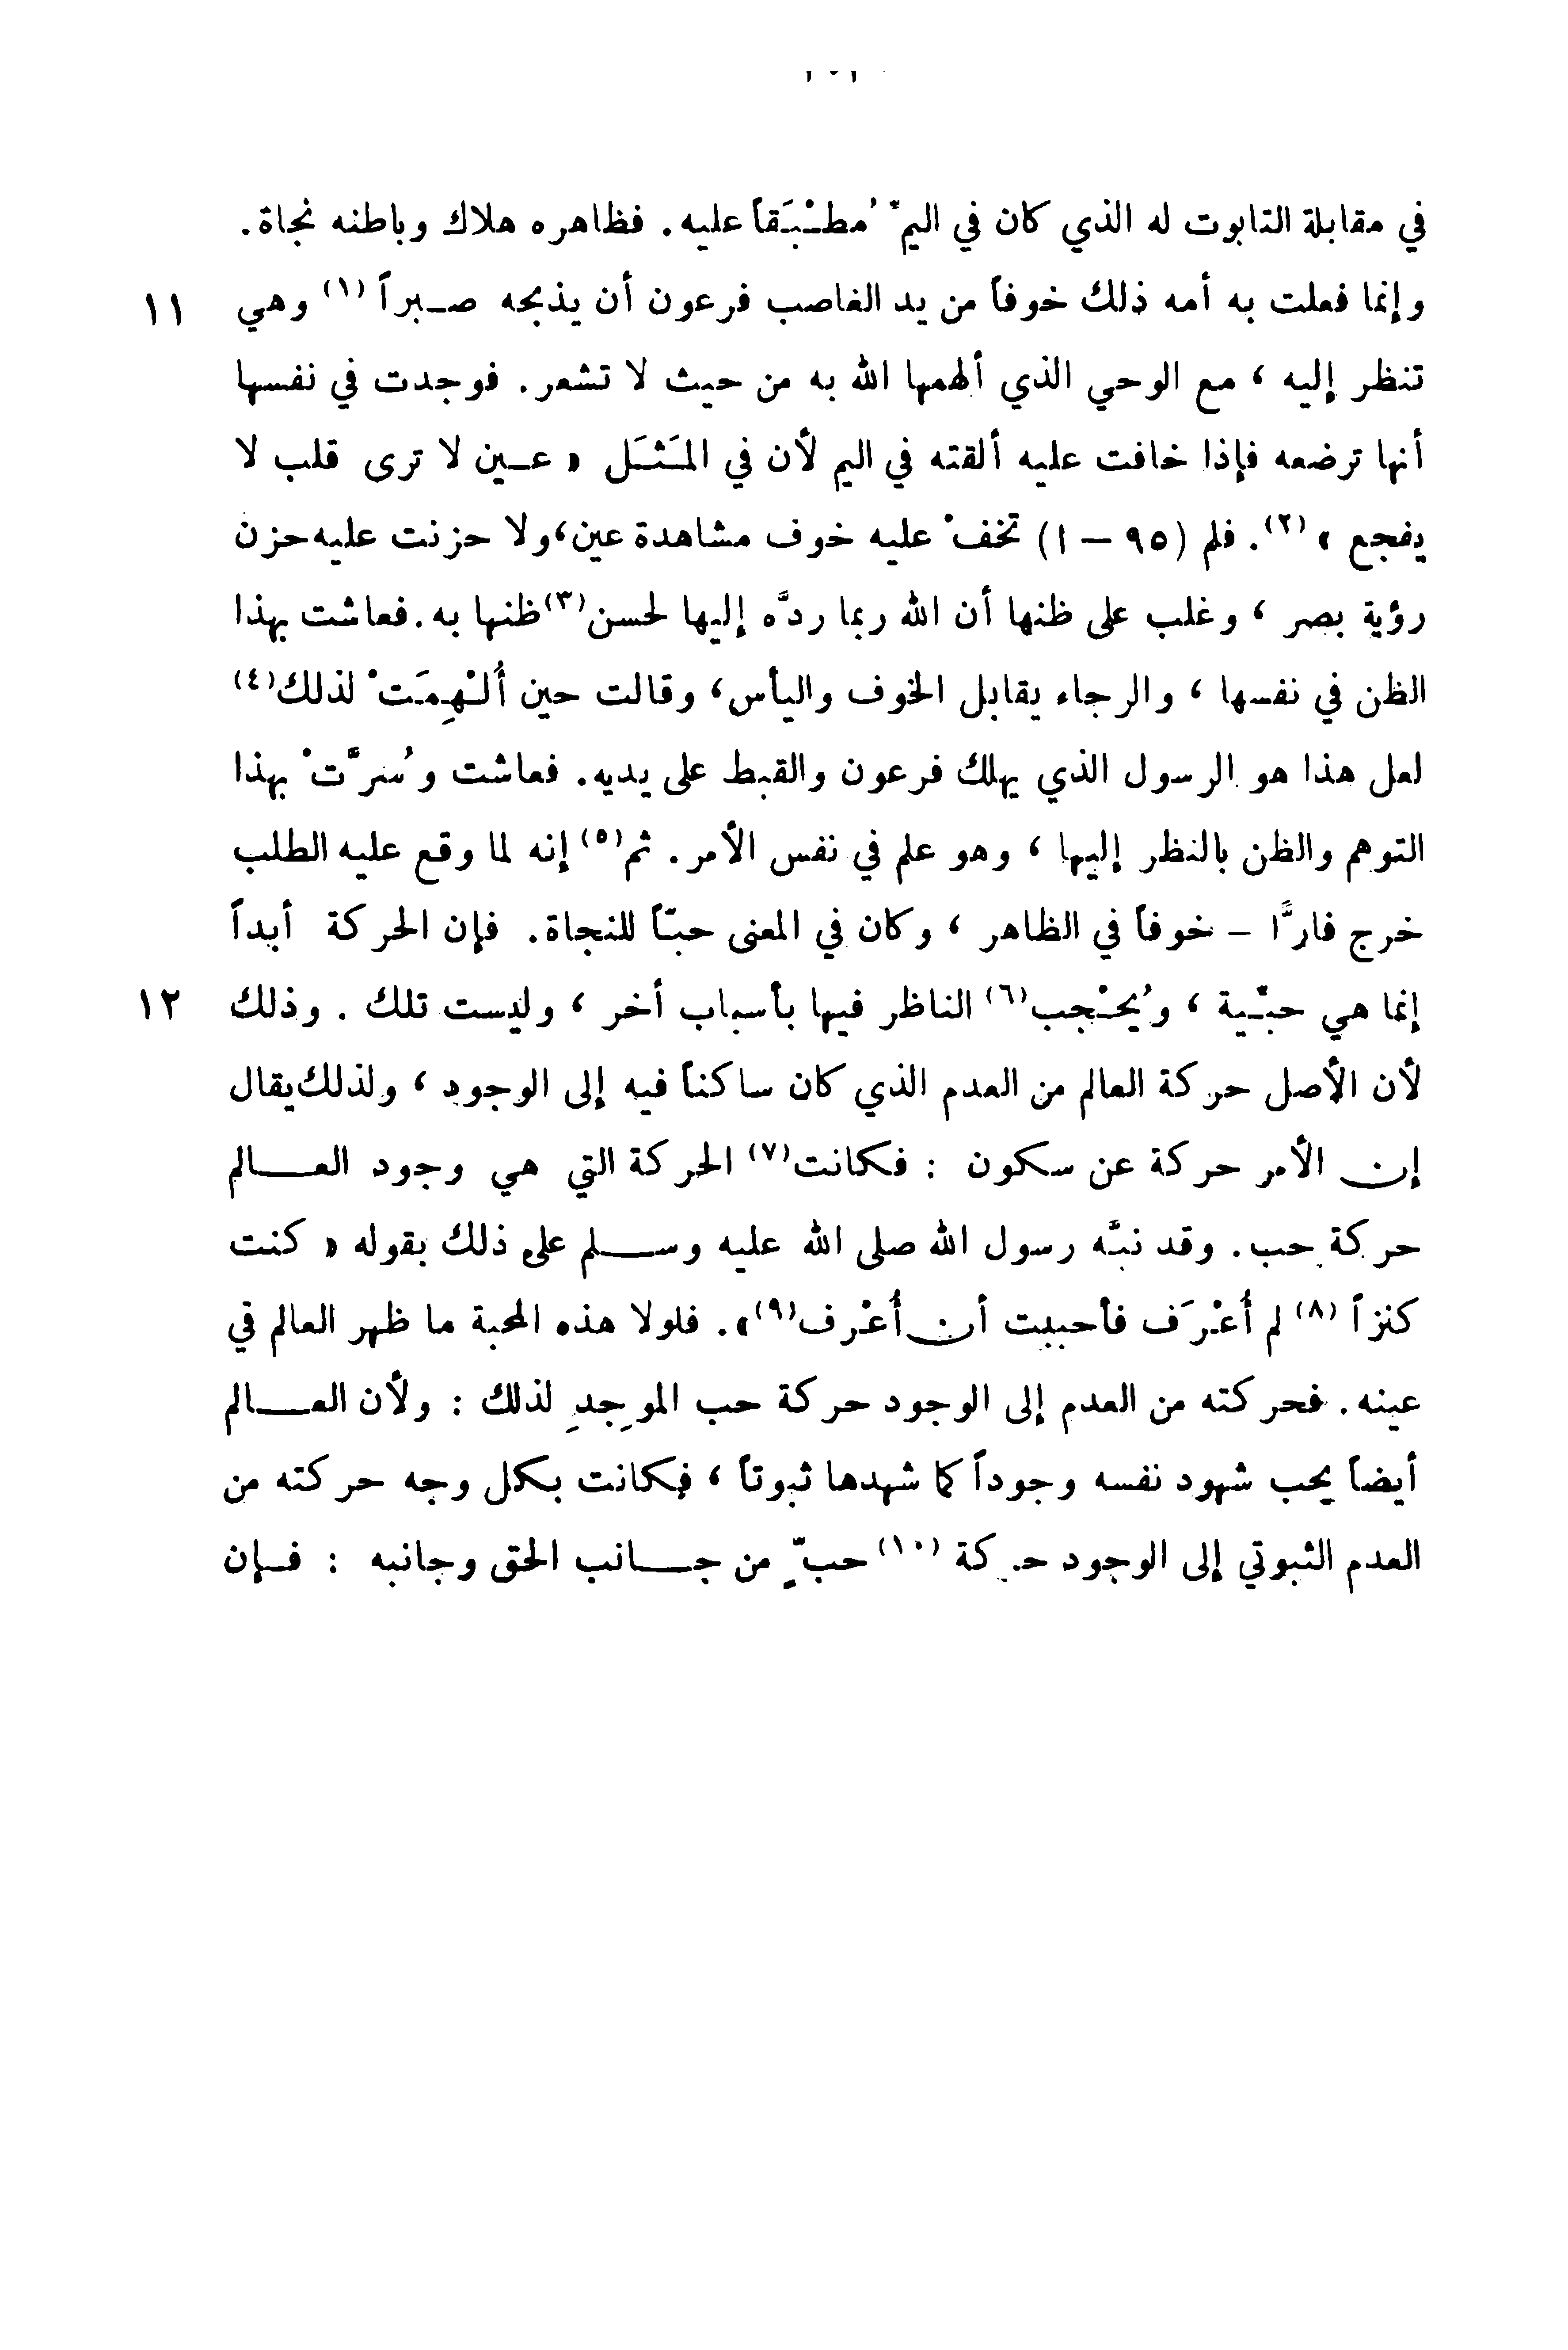 في مقابلة التابوت له الذي كان في اليمّ مُطْبَقاً عليه. فظاهره هلاك وباطنه نجاة.
وإنما فعلت به أمه ذلك خوفاً من يد الغاصب فرعون أن يذبحه صبراً (١) وهي ١١
تنظر إليه ، مع الوحي الذي ألهمها الله به من حيث لا تشعر. فوجدت في نفسها
أنها ترضعه فإذا خافت عليه ألقته في اليم لأن في المَثَل « عين لا ترى قلب لا
يفجع » (٢). فلم (٩٥ – ١) تخفْ عليه خوف مشاهدة عين، ولا حزنت عليه حزن
رؤية بصر ، وغلب على ظنها أن الله ربما ردَّه إليها لحسن(٣) ظنها به. فعاشت بهذا
الظن في نفسها ، والرجاء يقابل الخوف واليأس، وقالت حين أُلْهِمَتْ لذلك(٤)
لعل هذا هو الرسول الذي يهلك فرعون والقبط على يديه. فعاشت وسُرَّتْ بهذا
التوهم والظن بالنظر إليها ، وهو علم في نفس الأمر. ثم(٥) إنه لما وقع عليه الطلب
خرج فارًّا – خوفاً في الظاهر ، وكان في المعنى حبّاً للنجاة. فإن الحركة أبداً
إنما هي حبّية ، ويُحْجب(٦) الناظر فيها بأسباب أخر ، وليست تلك . وذلك ١٢
لأن الأصل حركة العالم من العدم الذي كان ساكناً فيه إلى الوجود ، ولذلك يقال
إن الأمر حركة عن سكون : فكانت(٧) الحركة التي هي وجود العالم
حركة حب. وقد نبَّه رسول الله صلى الله عليه وسلم على ذلك بقوله « كنت
كنزاً (٨) لم أُعْرَف فأحببت أن أُعْرف(٩)». فلولا هذه المحبة ما ظهر العالم في
عينه. فحركته من العدم إلى الوجود حركة حب الموجِدِ لذلك : ولأن العالم
أيضاً يحب شهود نفسه وجوداً كما شهدها ثبوتاً ، فكانت بكل وجه حركته من
العدم الثبوتي إلى الوجود حركة (١٠) حبّ من جانب الحق وجانبه : فإن